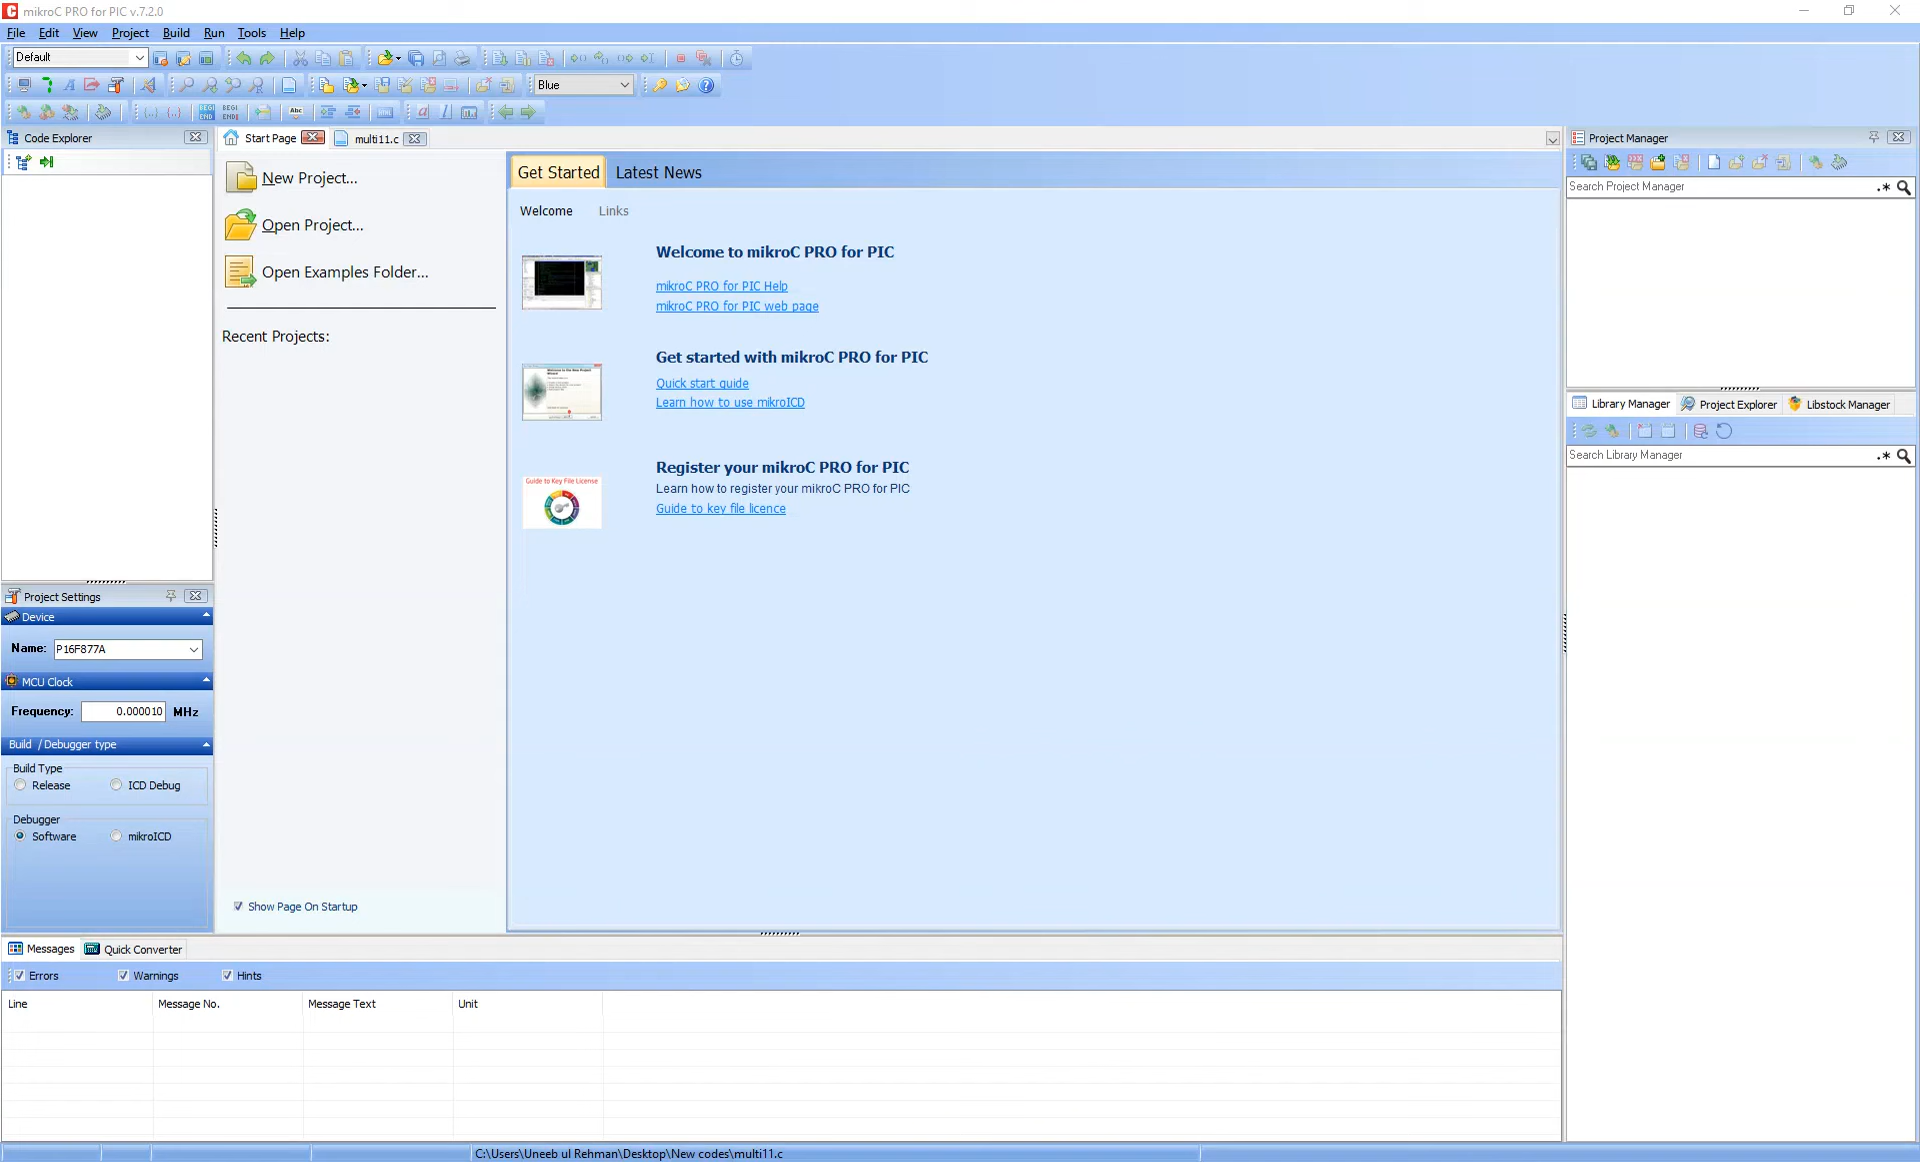 mikroC PRO for PIC v.7.2.0
File Edit View Project Build Run Tools Help
Default
Blue
Code Explorer
Start Page
multi11.c
Project Manager
Search Project Manager
New Project...
Open Project...
Open Examples Folder...
Recent Projects:
Show Page On Startup
Get Started Latest News
Welcome Links
Welcome to mikroC PRO for PIC
mikroC PRO for PIC Help
mikroC PRO for PIC web page
Get started with mikroC PRO for PIC
Quick start guide
Learn how to use mikroICD
Guide to Key File License
Register your mikroC PRO for PIC
Learn how to register your mikroC PRO for PIC
Guide to key file licence
Library Manager Project Explorer Libstock Manager
Search Library Manager
Project Settings
Device
Name: P16F877A
MCU Clock
Frequency: 0.000010 MHz
Build / Debugger type
Build Type
Release ICD Debug
Debugger
Software mikroICD
Messages Quick Converter
Errors Warnings Hints
Line Message No. Message Text Unit
C:\Users\Uneeb ul Rehman\Desktop\New codes\multi11.c